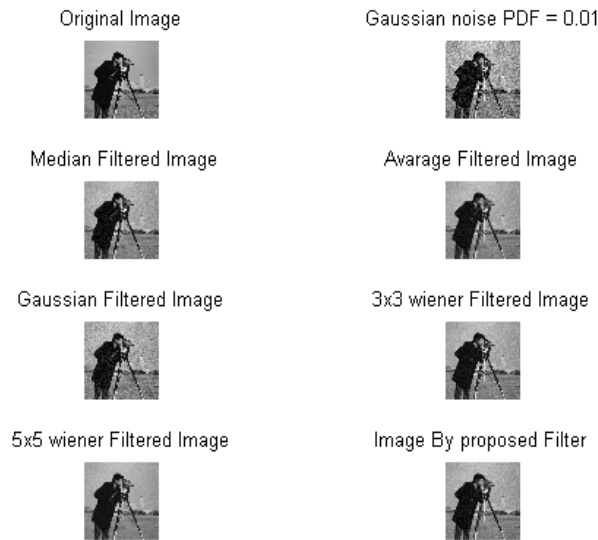 Original Image
Gaussian noise PDF = 0.01
Median Filtered Image
Avarage Filtered Image
Gaussian Filtered Image
3x3 wiener Filtered Image
5x5 wiener Filtered Image
Image By proposed Filter